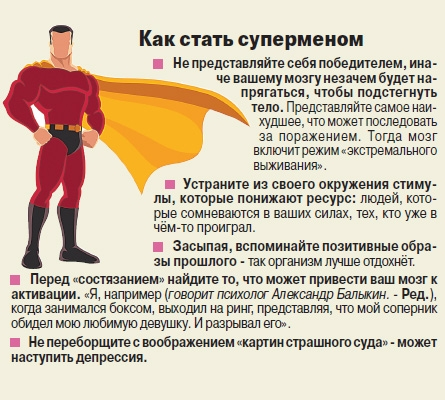 Как стать суперменом
Не представляйте себя победителем, ина-
че вашему мозгу незачем будет на-
прягаться, чтобы подстегнуть
тело. Представляйте самое наи-
худшее, что может последовать
за поражением. Тогда мозг
включит режим «экстремального
выживания».
Устраните из своего окружения стиму-
лы, которые понижают ресурс: людей, кото-
рые сомневаются в ваших силах, тех, кто уже в
чём-то проиграл.
Засыпая, вспоминайте позитивные обра-
зы прошлого - так организм лучше отдохнёт.
Перед «состязанием» найдите то, что может привести ваш мозг к
активации. «Я, например (говорит психолог Александр Балыкин. - Ред.),
когда занимался боксом, выходил на ринг, представляя, что мой соперник
обидел мою любимую девушку. И разрывал его».
Не переборщите с воображением «картин страшного суда» - может
наступить депрессия.